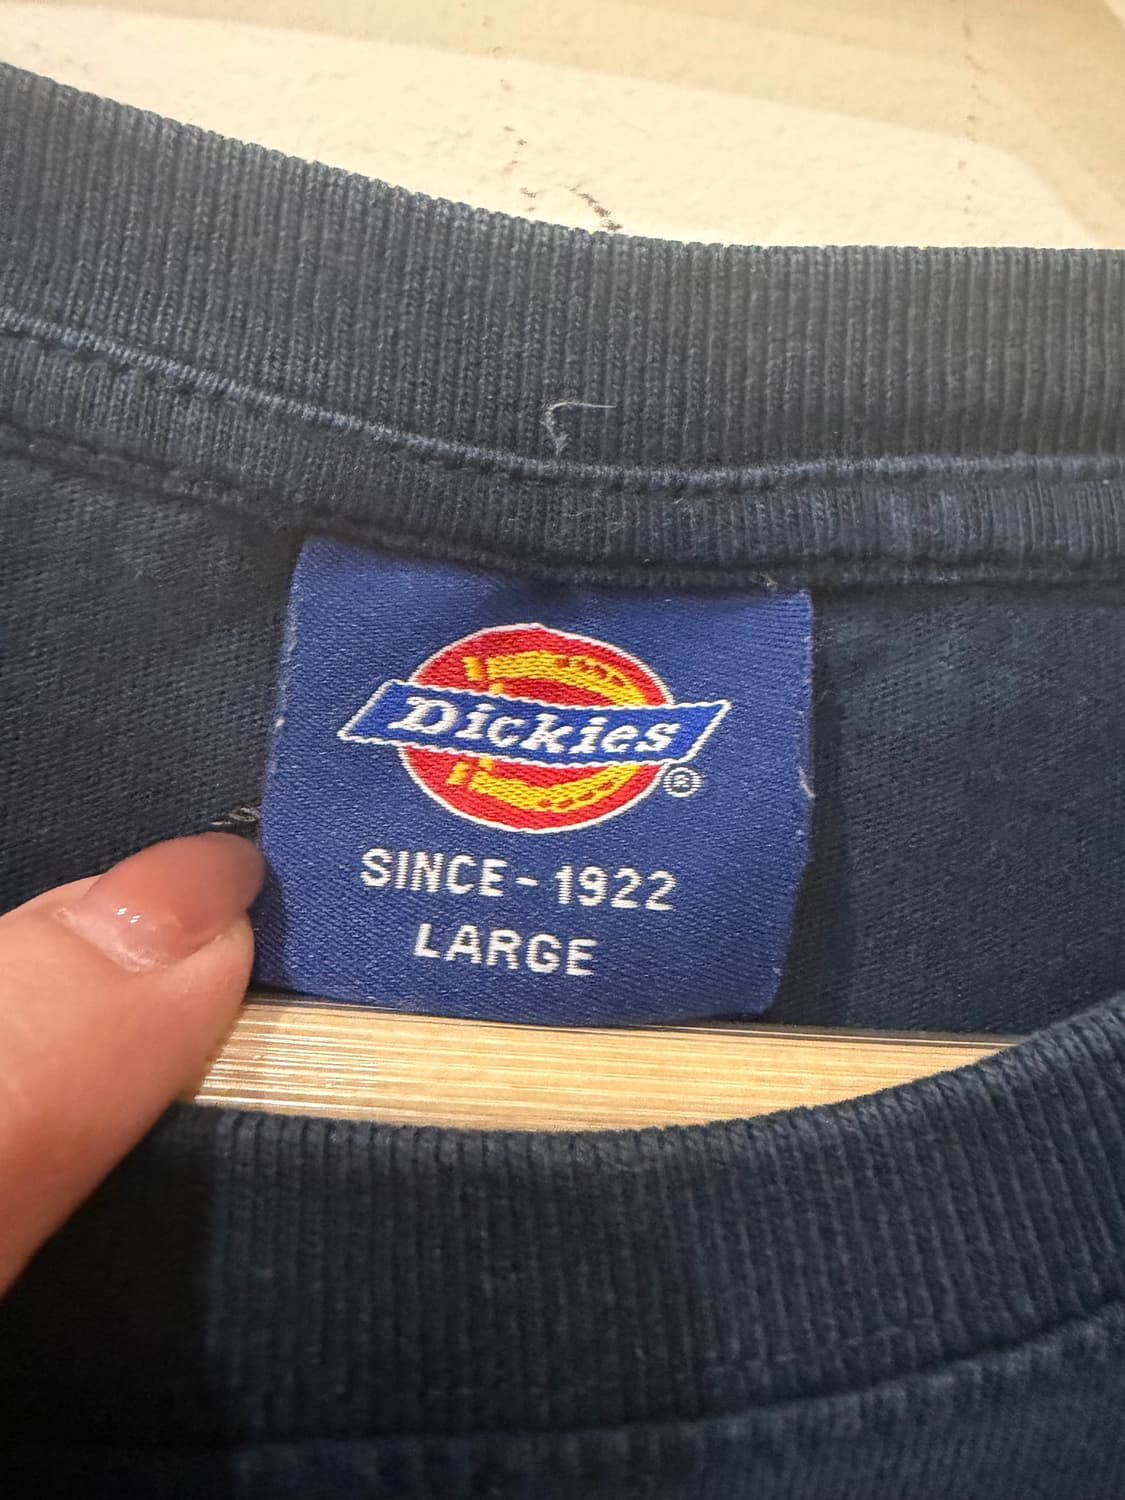 Dickies
®
SINCE-1922
LARGE